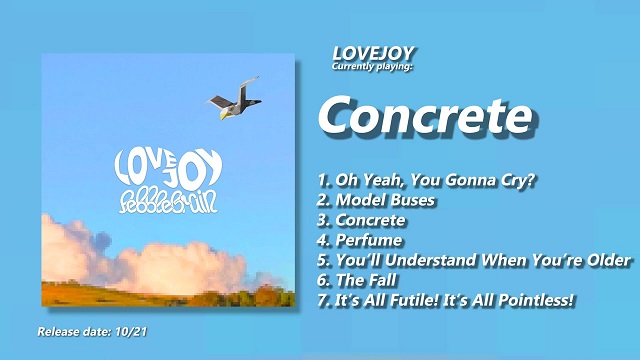 LOVEJOY
Currently playing:
Concrete
LOVEJOY
PEBBLEBRAIN
1. Oh Yeah, You Gonna Cry?
2. Model Buses
3. Concrete
4. Perfume
5. You'll Understand When You're Older
6. The Fall
7. It's All Futile! It's All Pointless!
Release date: 10/21